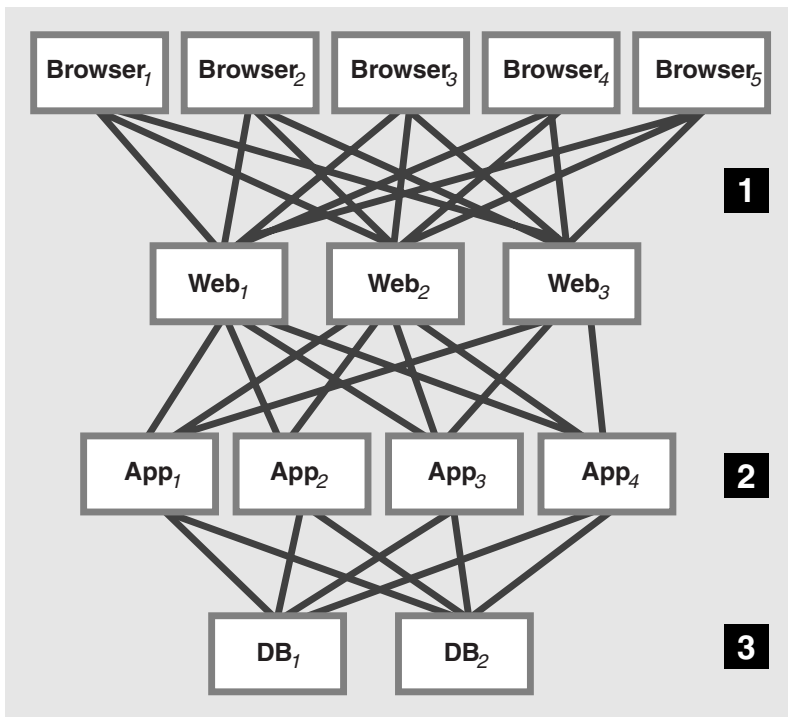 Browser1 Browser2 Browser3 Browser4 Browser5
1
Web1 Web2 Web3
App1 App2 App3 App4
2
DB1 DB2
3